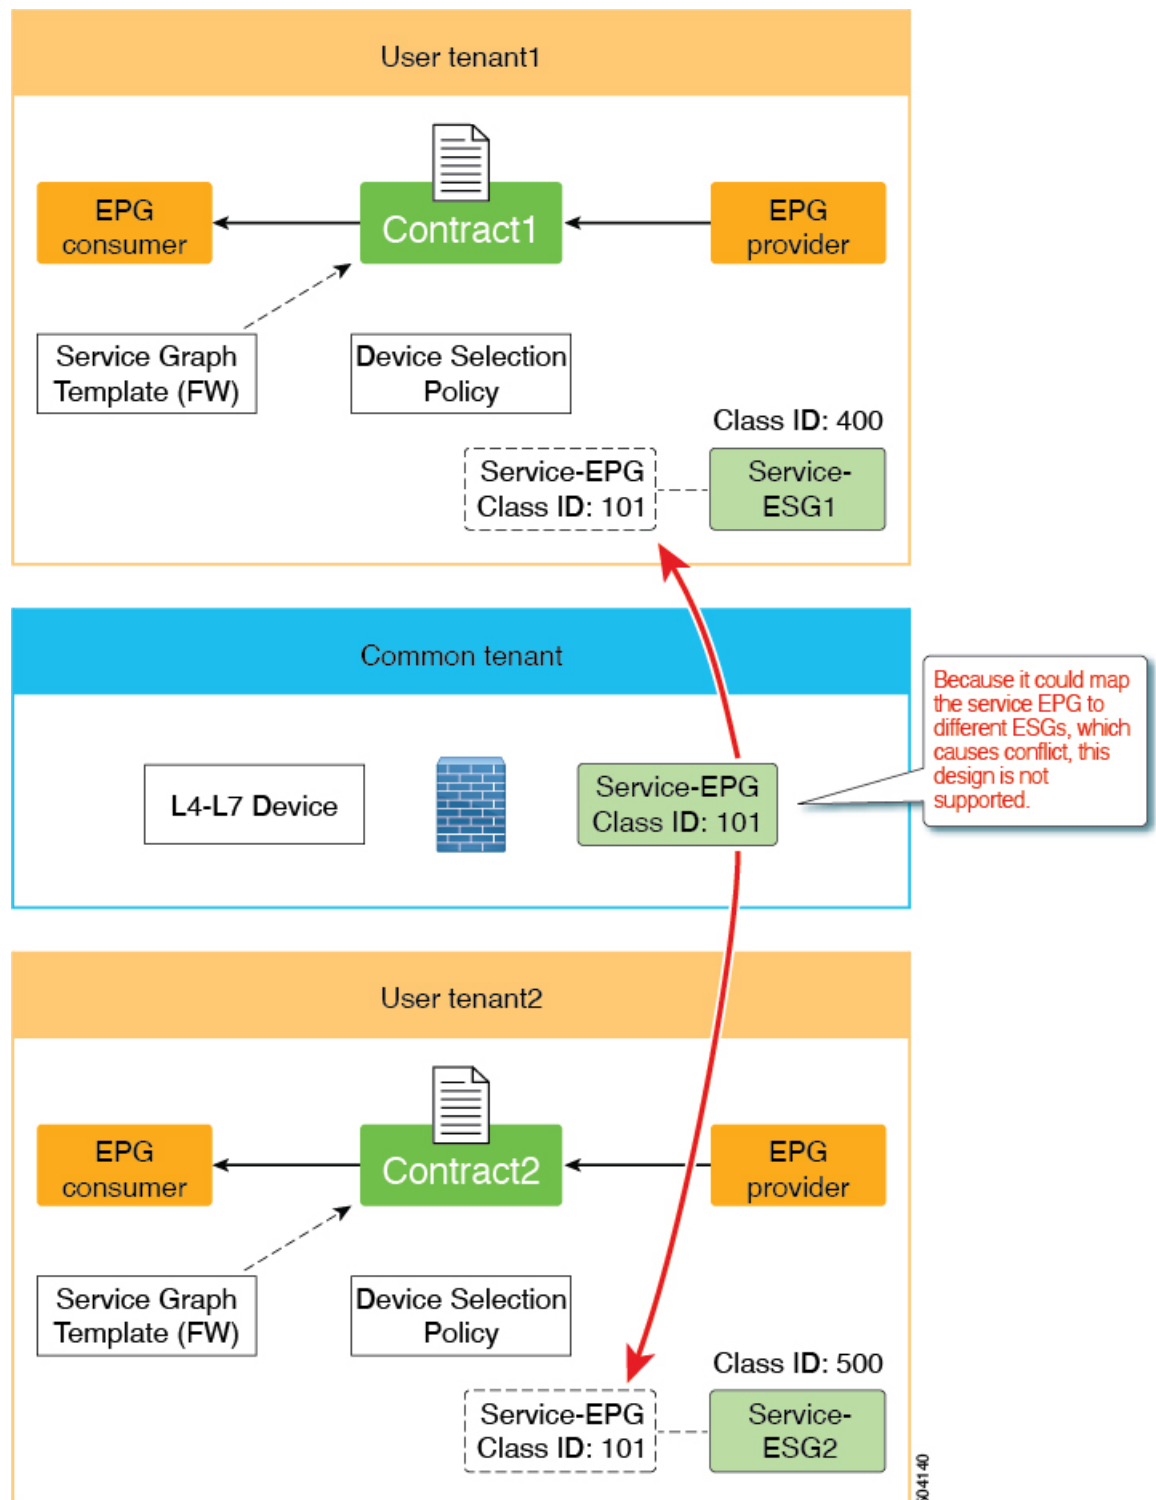 User tenant1
EPG
consumer
Contract1
EPG
provider
Service Graph
Template (FW)
Device Selection
Policy
Class ID: 400
Service-EPG
Class ID: 101
Service-
ESG1
Common tenant
Because it could map
the service EPG to
different ESGs, which
causes conflict, this
design is not
supported.
L4-L7 Device
Service-EPG
Class ID: 101
User tenant2
EPG
consumer
Contract2
EPG
provider
Service Graph
Template (FW)
Device Selection
Policy
Class ID: 500
Service-EPG
Class ID: 101
Service-
ESG2